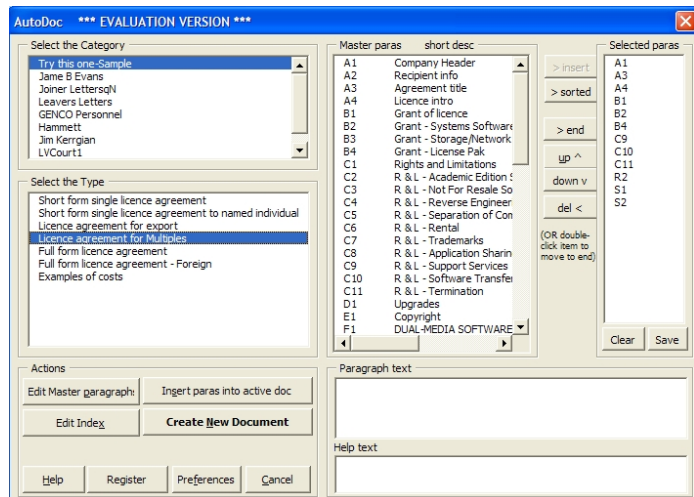 AutoDoc *** EVALUATION VERSION ***
Select the Category
Try this one-Sample
Jame B Evans
Joiner LettersqN
Leavers Letters
GENCO Personnel
Hammett
Jim Kerrgian
LVCourt1
Select the Type
Short form single licence agreement
Short form single licence agreement to named individual
Licence agreement for export
Licence agreement for Multiples
Full form licence agreement
Full form licence agreement - Foreign
Examples of costs
Actions
Edit Master paragraphs
Insert paras into active doc
Edit Index
Create New Document
Help
Register
Preferences
Cancel
Master paras short desc
A1 Company Header
A2 Recipient info
A3 Agreement title
A4 Licence intro
B1 Grant of licence
B2 Grant - Systems Software
B3 Grant - Storage/Network
B4 Grant - License Pak
C1 Rights and Limitations
C2 R & L - Academic Edition S
C3 R & L - Not For Resale So
C4 R & L - Reverse Engineer
C5 R & L - Separation of Com
C6 R & L - Rental
C7 R & L - Trademarks
C8 R & L - Application Sharin
C9 R & L - Support Services
C10 R & L - Software Transfer
C11 R & L - Termination
D1 Upgrades
E1 Copyright
F1 DUAL-MEDIA SOFTWARE
> insert
> sorted
> end
up ^
down v
del <
(OR double-
click item to
move to end)
Selected paras
A1
A3
A4
B1
B2
B4
C9
C10
C11
R2
S1
S2
Clear
Save
Paragraph text
Help text